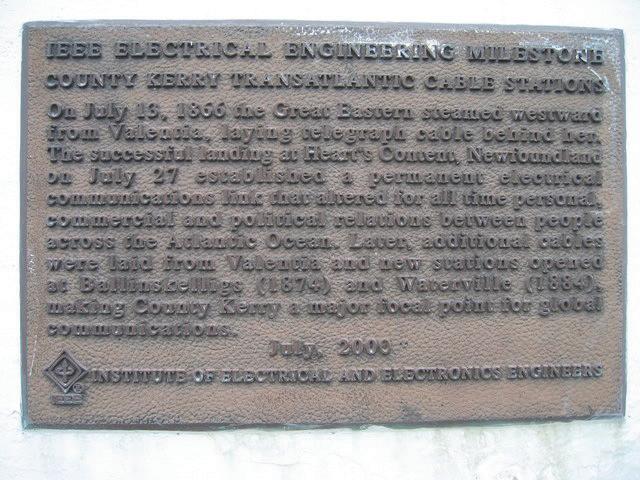 IEEE ELECTRICAL ENGINEERING MILESTONE
COUNTY KERRY TRANSATLANTIC CABLE STATIONS
On July 13, 1866 the Great Eastern steamed westward
from Valentia, laying telegraph cable behind her.
The successful landing at Heart's Content, Newfoundland
on July 27 established a permanent electrical
communications link that altered for all time personal,
commercial and political relations between people
across the Atlantic Ocean. Later, additional cables
were laid from Valentia and new stations opened
at Ballinskelligs (1874) and Waterville (1884),
making County Kerry a major focal point for global
communications.
July, 2000
INSTITUTE OF ELECTRICAL AND ELECTRONICS ENGINEERS
IEEE